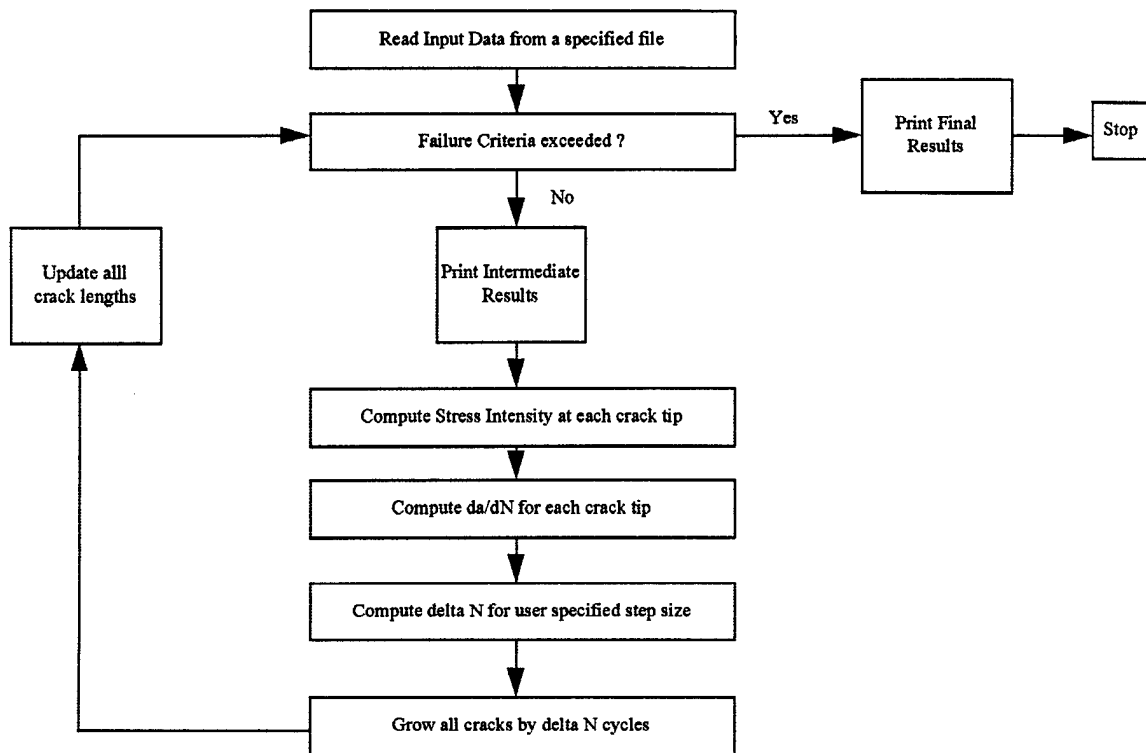 Read Input Data from a specified file
Failure Criteria exceeded ?
Yes
Print Final
Results
Stop
No
Print Intermediate
Results
Update alll
crack lengths
Compute Stress Intensity at each crack tip
Compute da/dN for each crack tip
Compute delta N for user specified step size
Grow all cracks by delta N cycles